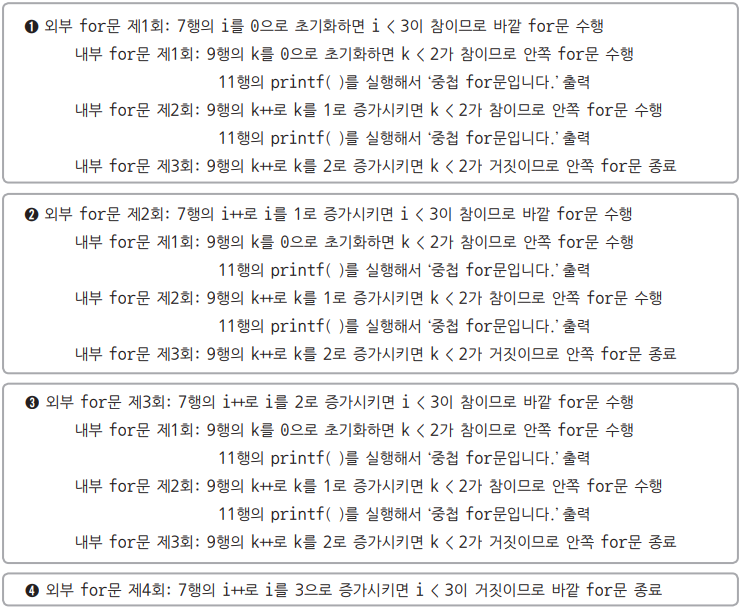 ❶ 외부 for문 제1회: 7행의 i를 0으로 초기화하면 i < 3이 참이므로 바깥 for문 수행
내부 for문 제1회: 9행의 k를 0으로 초기화하면 k < 2가 참이므로 안쪽 for문 수행
11행의 printf( )를 실행해서 ‘중첩 for문입니다.’ 출력
내부 for문 제2회: 9행의 k++로 k를 1로 증가시키면 k < 2가 참이므로 안쪽 for문 수행
11행의 printf( )를 실행해서 ‘중첩 for문입니다.’ 출력
내부 for문 제3회: 9행의 k++로 k를 2로 증가시키면 k < 2가 거짓이므로 안쪽 for문 종료
❷ 외부 for문 제2회: 7행의 i++로 i를 1로 증가시키면 i < 3이 참이므로 바깥 for문 수행
내부 for문 제1회: 9행의 k를 0으로 초기화하면 k < 2가 참이므로 안쪽 for문 수행
11행의 printf( )를 실행해서 ‘중첩 for문입니다.’ 출력
내부 for문 제2회: 9행의 k++로 k를 1로 증가시키면 k < 2가 참이므로 안쪽 for문 수행
11행의 printf( )를 실행해서 ‘중첩 for문입니다.’ 출력
내부 for문 제3회: 9행의 k++로 k를 2로 증가시키면 k < 2가 거짓이므로 안쪽 for문 종료
❸ 외부 for문 제3회: 7행의 i++로 i를 2로 증가시키면 i < 3이 참이므로 바깥 for문 수행
내부 for문 제1회: 9행의 k를 0으로 초기화하면 k < 2가 참이므로 안쪽 for문 수행
11행의 printf( )를 실행해서 ‘중첩 for문입니다.’ 출력
내부 for문 제2회: 9행의 k++로 k를 1로 증가시키면 k < 2가 참이므로 안쪽 for문 수행
11행의 printf( )를 실행해서 ‘중첩 for문입니다.’ 출력
내부 for문 제3회: 9행의 k++로 k를 2로 증가시키면 k < 2가 거짓이므로 안쪽 for문 종료
❹ 외부 for문 제4회: 7행의 i++로 i를 3으로 증가시키면 i < 3이 거짓이므로 바깥 for문 종료